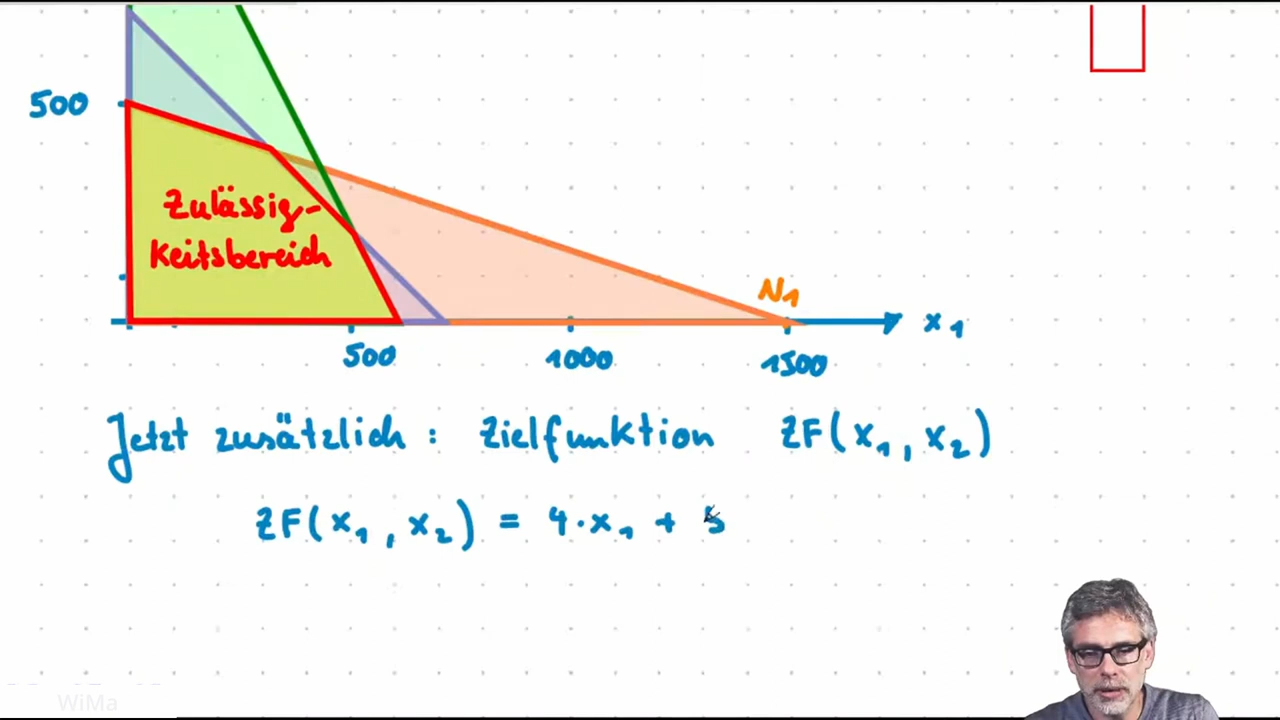 500
Zulässig-
keitsbereich
N1
x1
500 1000 1500
Jetzt zusätzlich: Zielfunktion ZF(x1, x2)
ZF(x1, x2) = 4·x1 + 5
WiMa